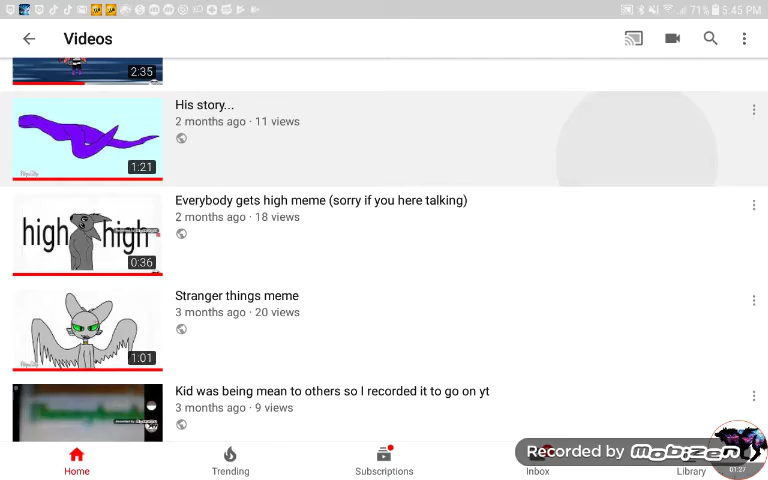 71% 5:45 PM
Videos
2:35
His story...
2 months ago · 11 views
1:21
Everybody gets high meme (sorry if you here talking)
2 months ago · 18 views
high high
0:36
Stranger things meme
3 months ago · 20 views
1:01
Kid was being mean to others so I recorded it to go on yt
3 months ago · 9 views
Recorded by Mobizen
01:27
Home
Trending
Subscriptions
Inbox
Library